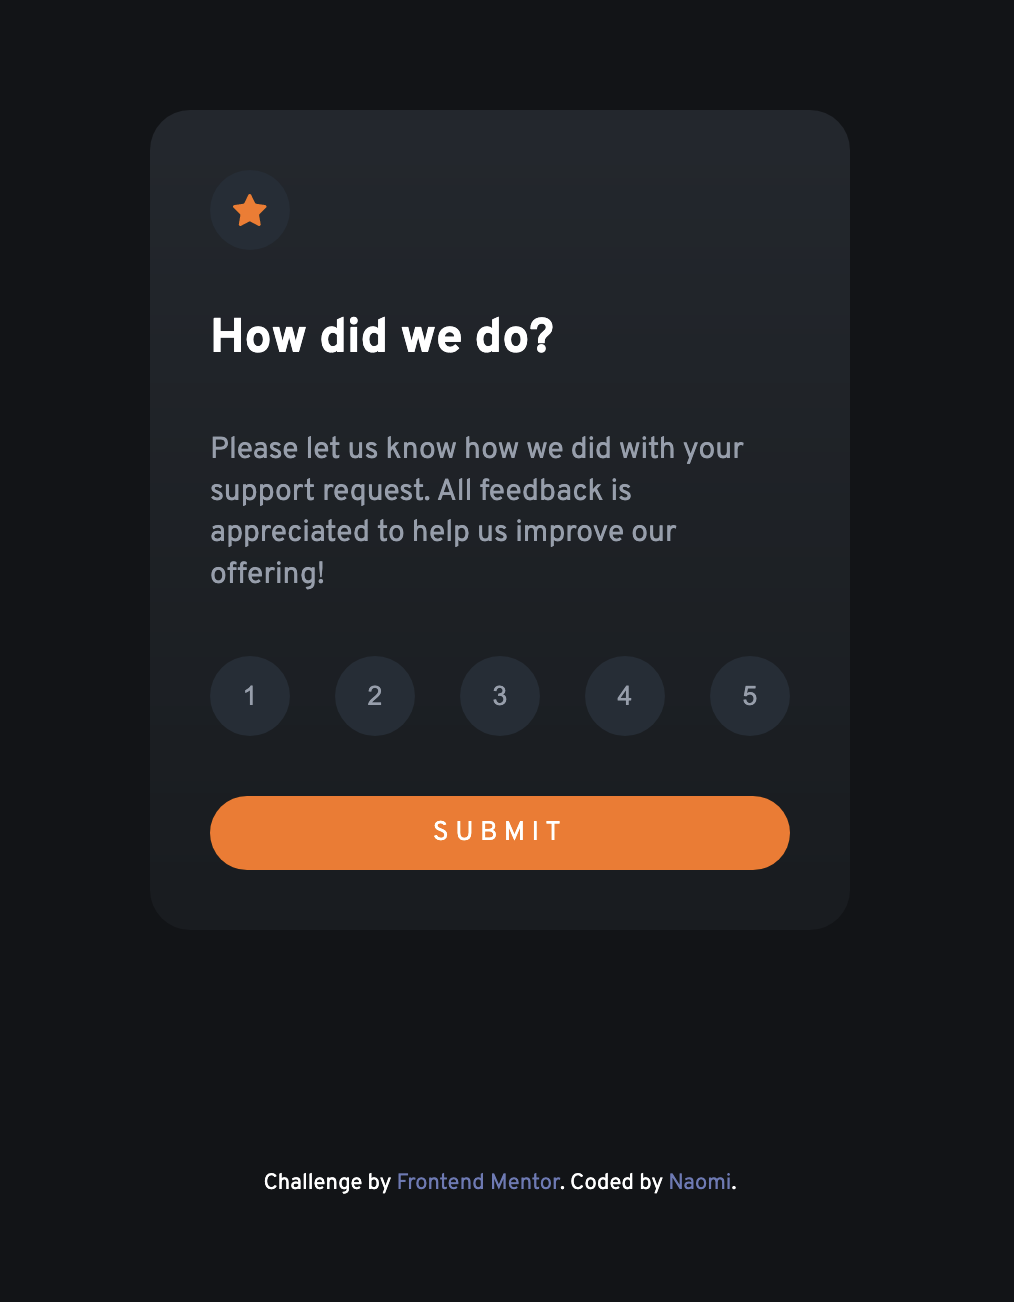 How did we do?
Please let us know how we did with your
support request. All feedback is
appreciated to help us improve our
offering!
1 2 3 4 5
SUBMIT
Challenge by Frontend Mentor. Coded by Naomi.